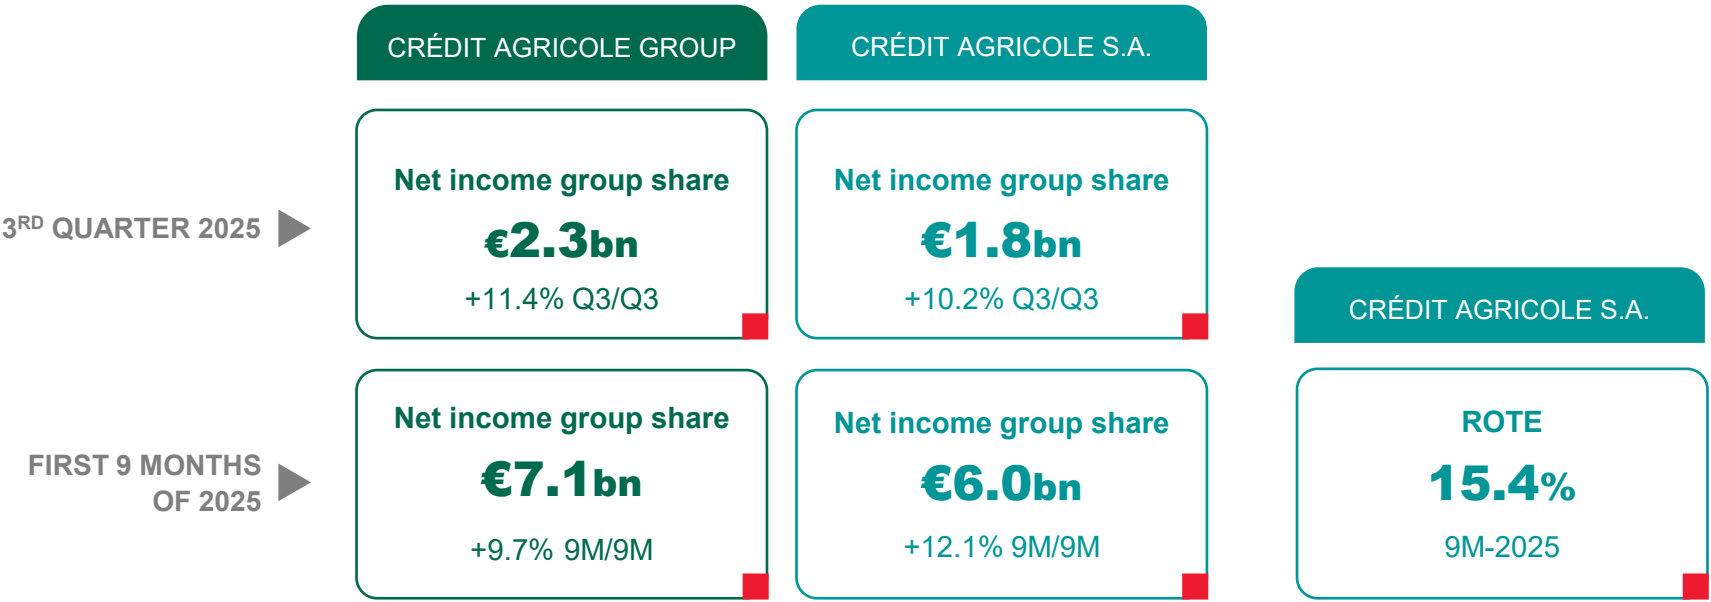 CRÉDIT AGRICOLE GROUP
CRÉDIT AGRICOLE S.A.
3RD QUARTER 2025
Net income group share
€2.3bn
+11.4% Q3/Q3
Net income group share
€1.8bn
+10.2% Q3/Q3
CRÉDIT AGRICOLE S.A.
FIRST 9 MONTHS
OF 2025
Net income group share
€7.1bn
+9.7% 9M/9M
Net income group share
€6.0bn
+12.1% 9M/9M
ROTE
15.4%
9M-2025